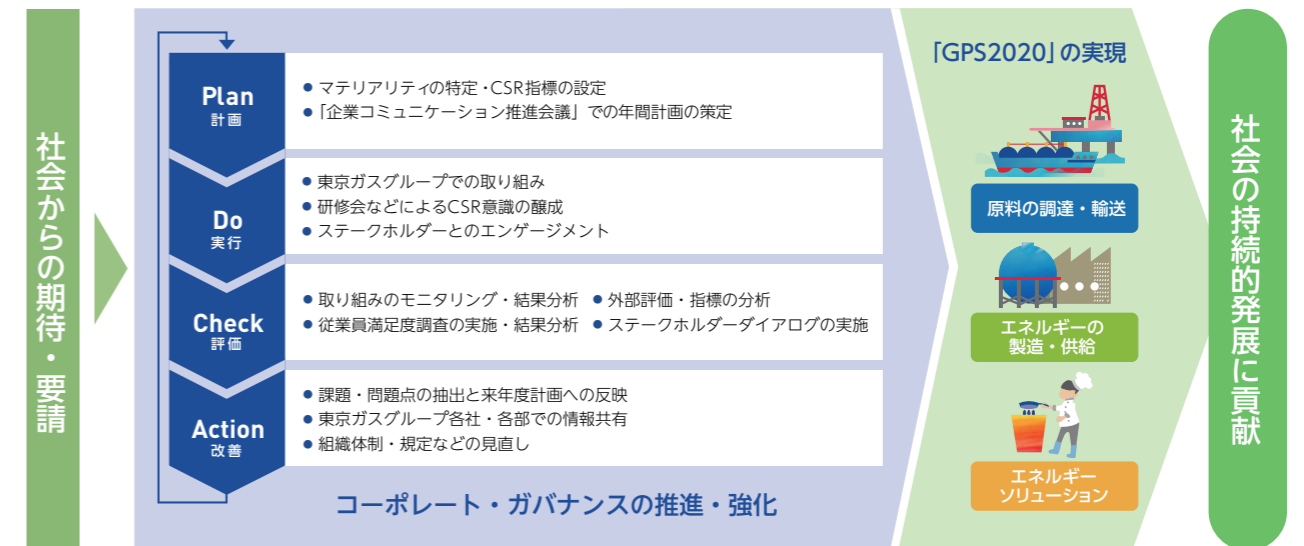 社会からの期待・要請
Plan
計画
● マテリアリティの特定・CSR指標の設定
● 「企業コミュニケーション推進会議」での年間計画の策定
Do
実行
● 東京ガスグループでの取り組み
● 研修会などによるCSR意識の醸成
● ステークホルダーとのエンゲージメント
Check
評価
● 取り組みのモニタリング・結果分析 ● 外部評価・指標の分析
● 従業員満足度調査の実施・結果分析 ● ステークホルダーダイアログの実施
Action
改善
● 課題・問題点の抽出と来年度計画への反映
● 東京ガスグループ各社・各部での情報共有
● 組織体制・規定などの見直し
コーポレート・ガバナンスの推進・強化
「GPS2020」の実現
原料の調達・輸送
エネルギーの
製造・供給
エネルギー
ソリューション
社会の持続的発展に貢献